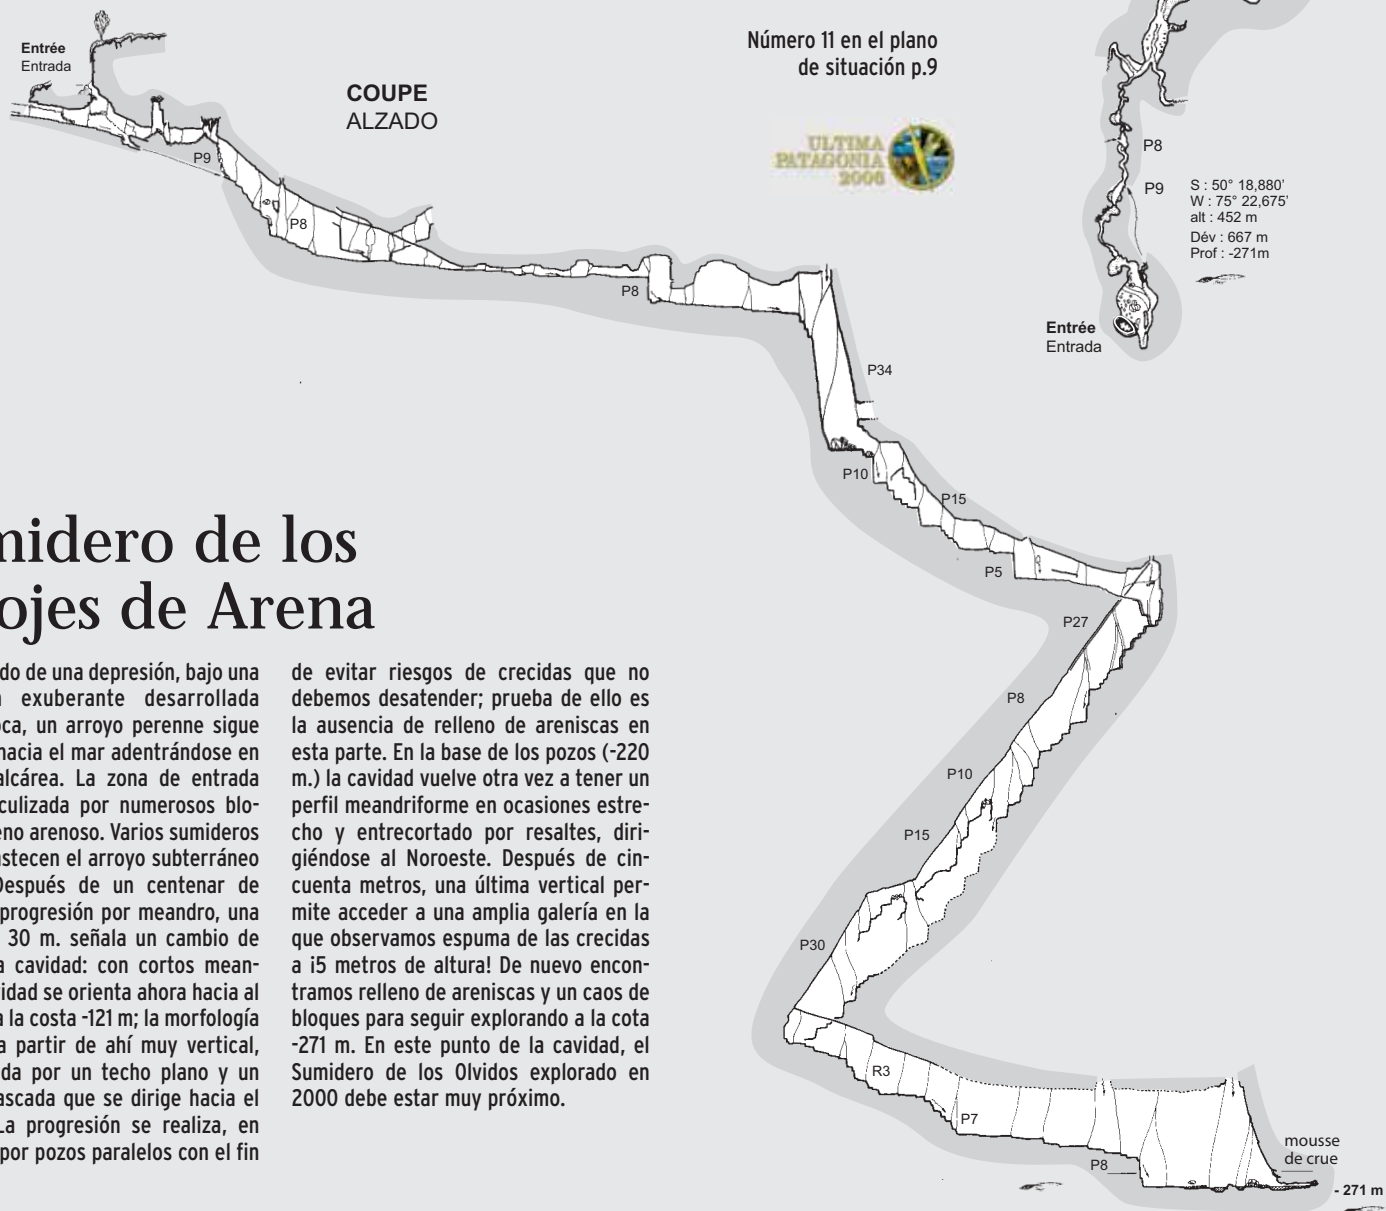 Entrée
Entrada
COUPE
ALZADO
Número 11 en el plano
de situación p.9
ULTIMA
PATAGONIA
P9
P8
P8
P34
P10
P15
P5
P27
P8
P10
P15
P30
R3
P7
P8
mousse
de crue
- 271 m
P8
P9
S : 50° 18,880’
W : 75° 22,675’
alt : 452 m
Dév : 667 m
Prof : -271m
Entrée
Entrada
midero de los
ojes de Arena
do de una depresión, bajo una
exuberante desarrollada
oca, un arroyo perenne sigue
hacia el mar adentrándose en
alcárea. La zona de entrada
culizada por numerosos blo-
eno arenoso. Varios sumideros
astecen el arroyo subterráneo
Después de un centenar de
progresión por meandro, una
30 m. señala un cambio de
a cavidad: con cortos mean-
idad se orienta ahora hacia al
a la costa -121 m; la morfología
a partir de ahí muy vertical,
da por un techo plano y un
ascada que se dirige hacia el
La progresión se realiza, en
por pozos paralelos con el fin
de evitar riesgos de crecidas que no
debemos desatender; prueba de ello es
la ausencia de relleno de areniscas en
esta parte. En la base de los pozos (-220
m.) la cavidad vuelve otra vez a tener un
perfil meandriforme en ocasiones estre-
cho y entrecortado por resaltes, diri-
giéndose al Noroeste. Después de cin-
cuenta metros, una última vertical per-
mite acceder a una amplia galería en la
que observamos espuma de las crecidas
a ¡5 metros de altura! De nuevo encon-
tramos relleno de areniscas y un caos de
bloques para seguir explorando a la cota
-271 m. En este punto de la cavidad, el
Sumidero de los Olvidos explorado en
2000 debe estar muy próximo.